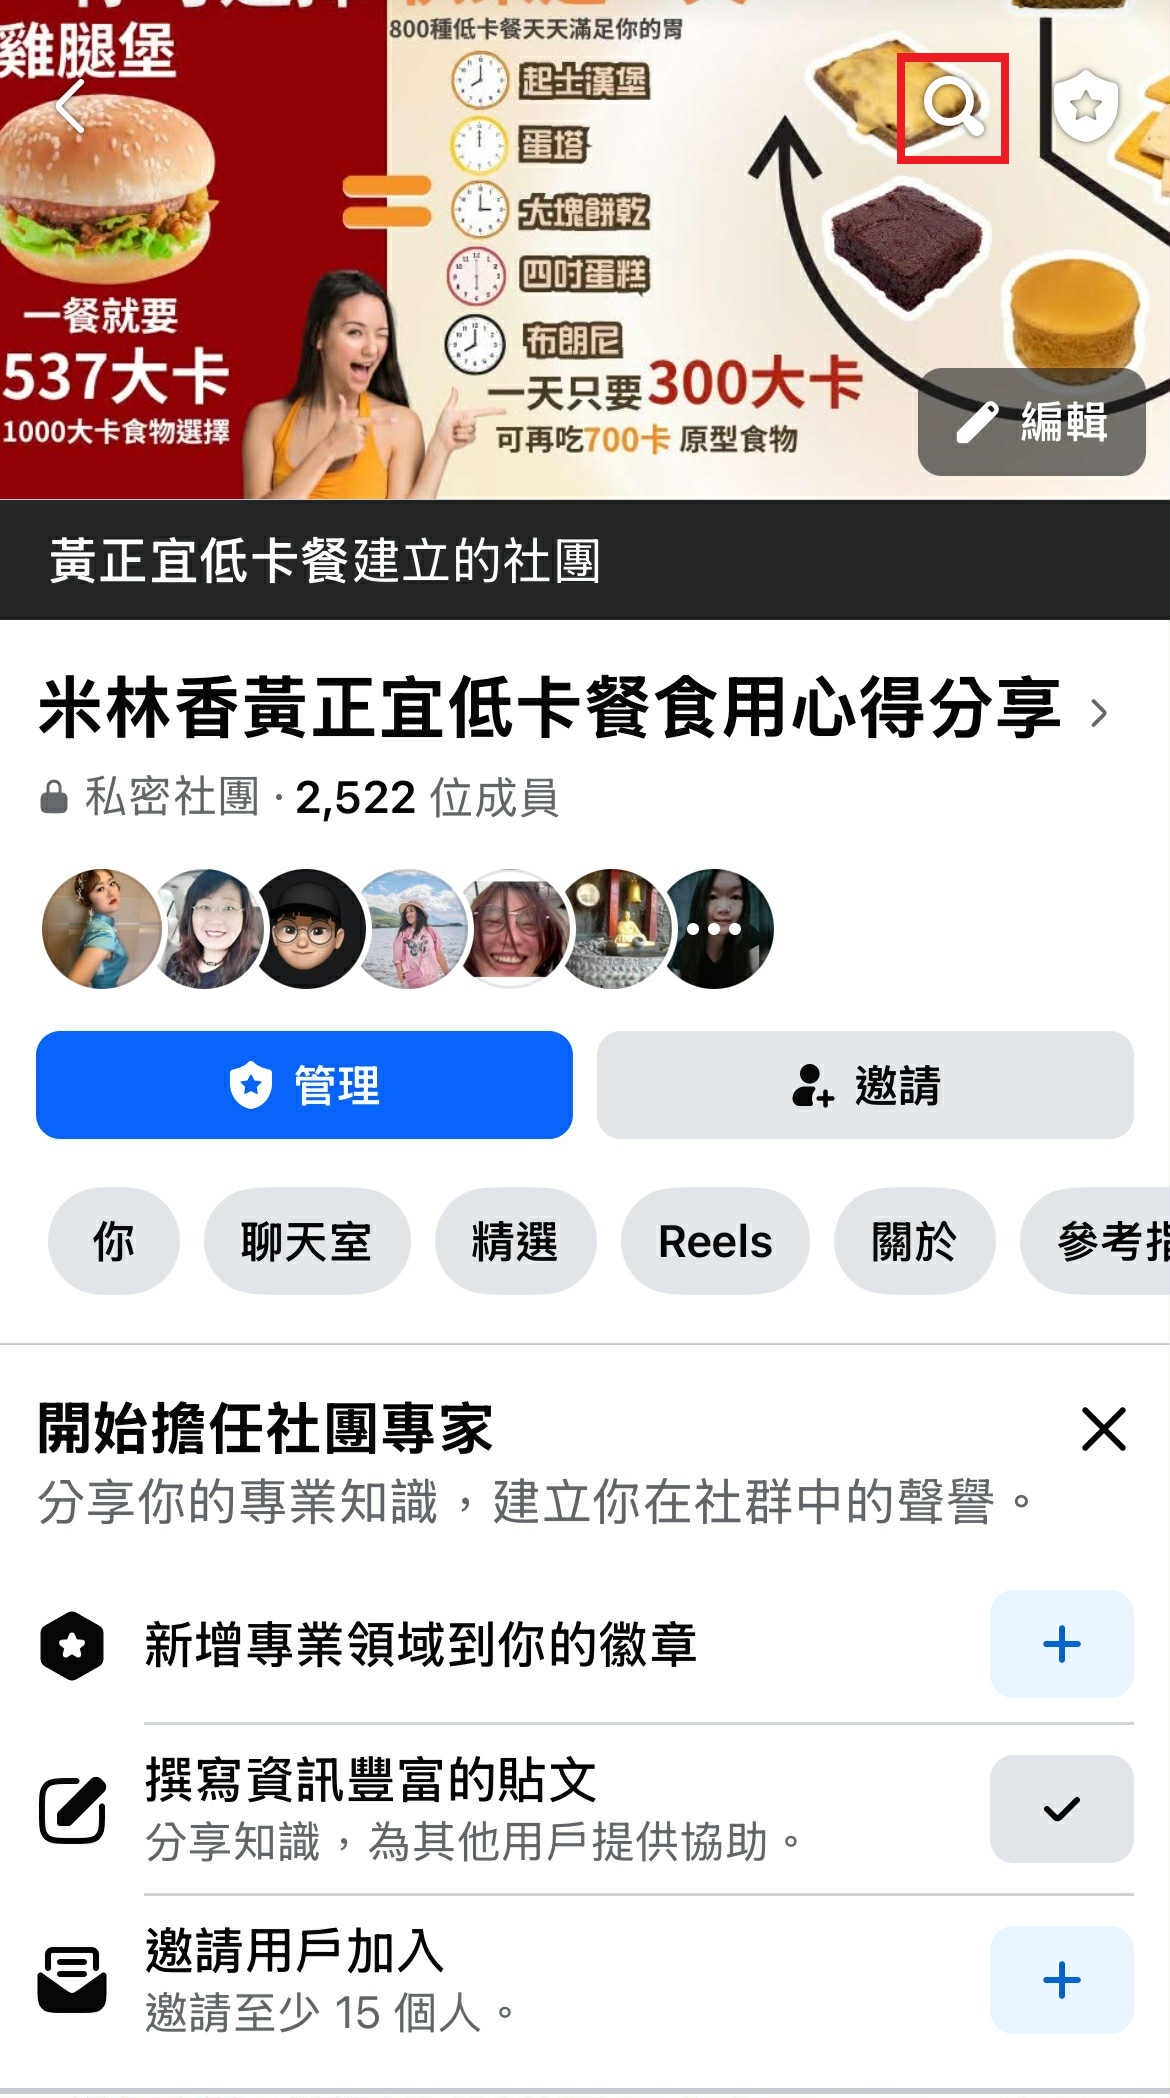 雞腿堡
800種低卡餐天天滿足你的胃
起士漢堡
蛋塔
大塊餅乾
四吋蛋糕
布朗尼
一餐就要
537大卡
1000大卡食物選擇
一天只要300大卡
可再吃700卡 原型食物
編輯
黃正宜低卡餐建立的社團
米林香黃正宜低卡餐食用心得分享
私密社團 · 2,522 位成員
管理
邀請
你
聊天室
精選
Reels
關於
參考指
開始擔任社團專家
分享你的專業知識，建立你在社群中的聲譽。
新增專業領域到你的徽章
撰寫資訊豐富的貼文
分享知識，為其他用戶提供協助。
邀請用戶加入
邀請至少 15 個人。